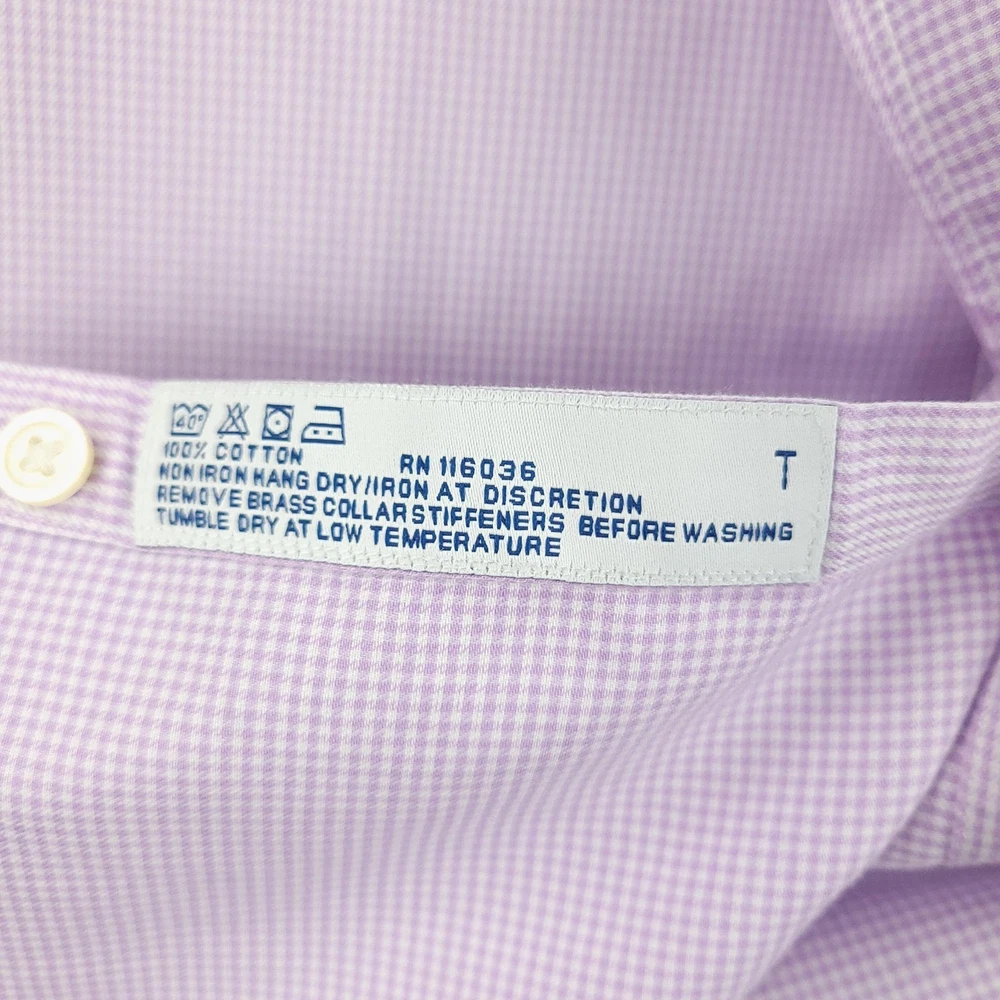 40°
100% COTTON RN 116036 T
NON IRON HANG DRY/IRON AT DISCRETION
REMOVE BRASS COLLAR STIFFENERS BEFORE WASHING
TUMBLE DRY AT LOW TEMPERATURE